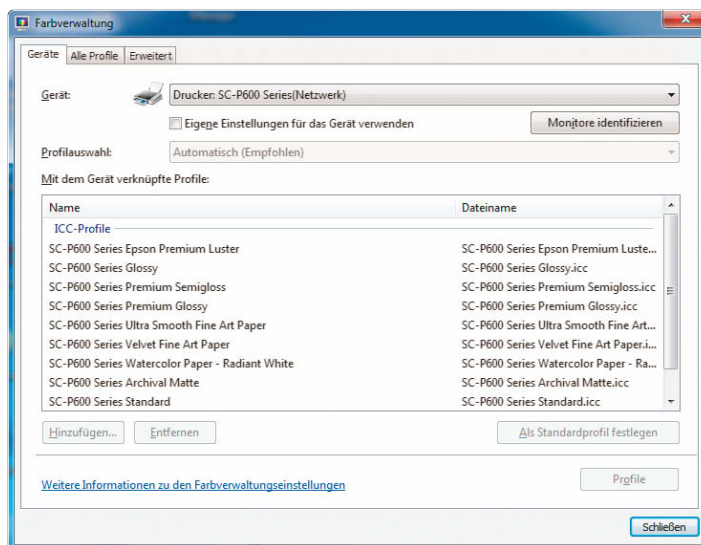 Farbverwaltung
Geräte Alle Profile Erweitert
Gerät: Drucker: SC-P600 Series(Netzwerk)
Eigene Einstellungen für das Gerät verwenden Monitore identifizieren
Profilauswahl: Automatisch (Empfohlen)
Mit dem Gerät verknüpfte Profile:
Name Dateiname
ICC-Profile
SC-P600 Series Epson Premium Luster SC-P600 Series Epson Premium Luste...
SC-P600 Series Glossy SC-P600 Series Glossy.icc
SC-P600 Series Premium Semigloss SC-P600 Series Premium Semigloss.icc
SC-P600 Series Premium Glossy SC-P600 Series Premium Glossy.icc
SC-P600 Series Ultra Smooth Fine Art Paper SC-P600 Series Ultra Smooth Fine Art...
SC-P600 Series Velvet Fine Art Paper SC-P600 Series Velvet Fine Art Paper.i...
SC-P600 Series Watercolor Paper - Radiant White SC-P600 Series Watercolor Paper - Ra...
SC-P600 Series Archival Matte SC-P600 Series Archival Matte.icc
SC-P600 Series Standard SC-P600 Series Standard.icc
Hinzufügen... Entfernen Als Standardprofil festlegen
Weitere Informationen zu den Farbverwaltungseinstellungen Profile
Schließen